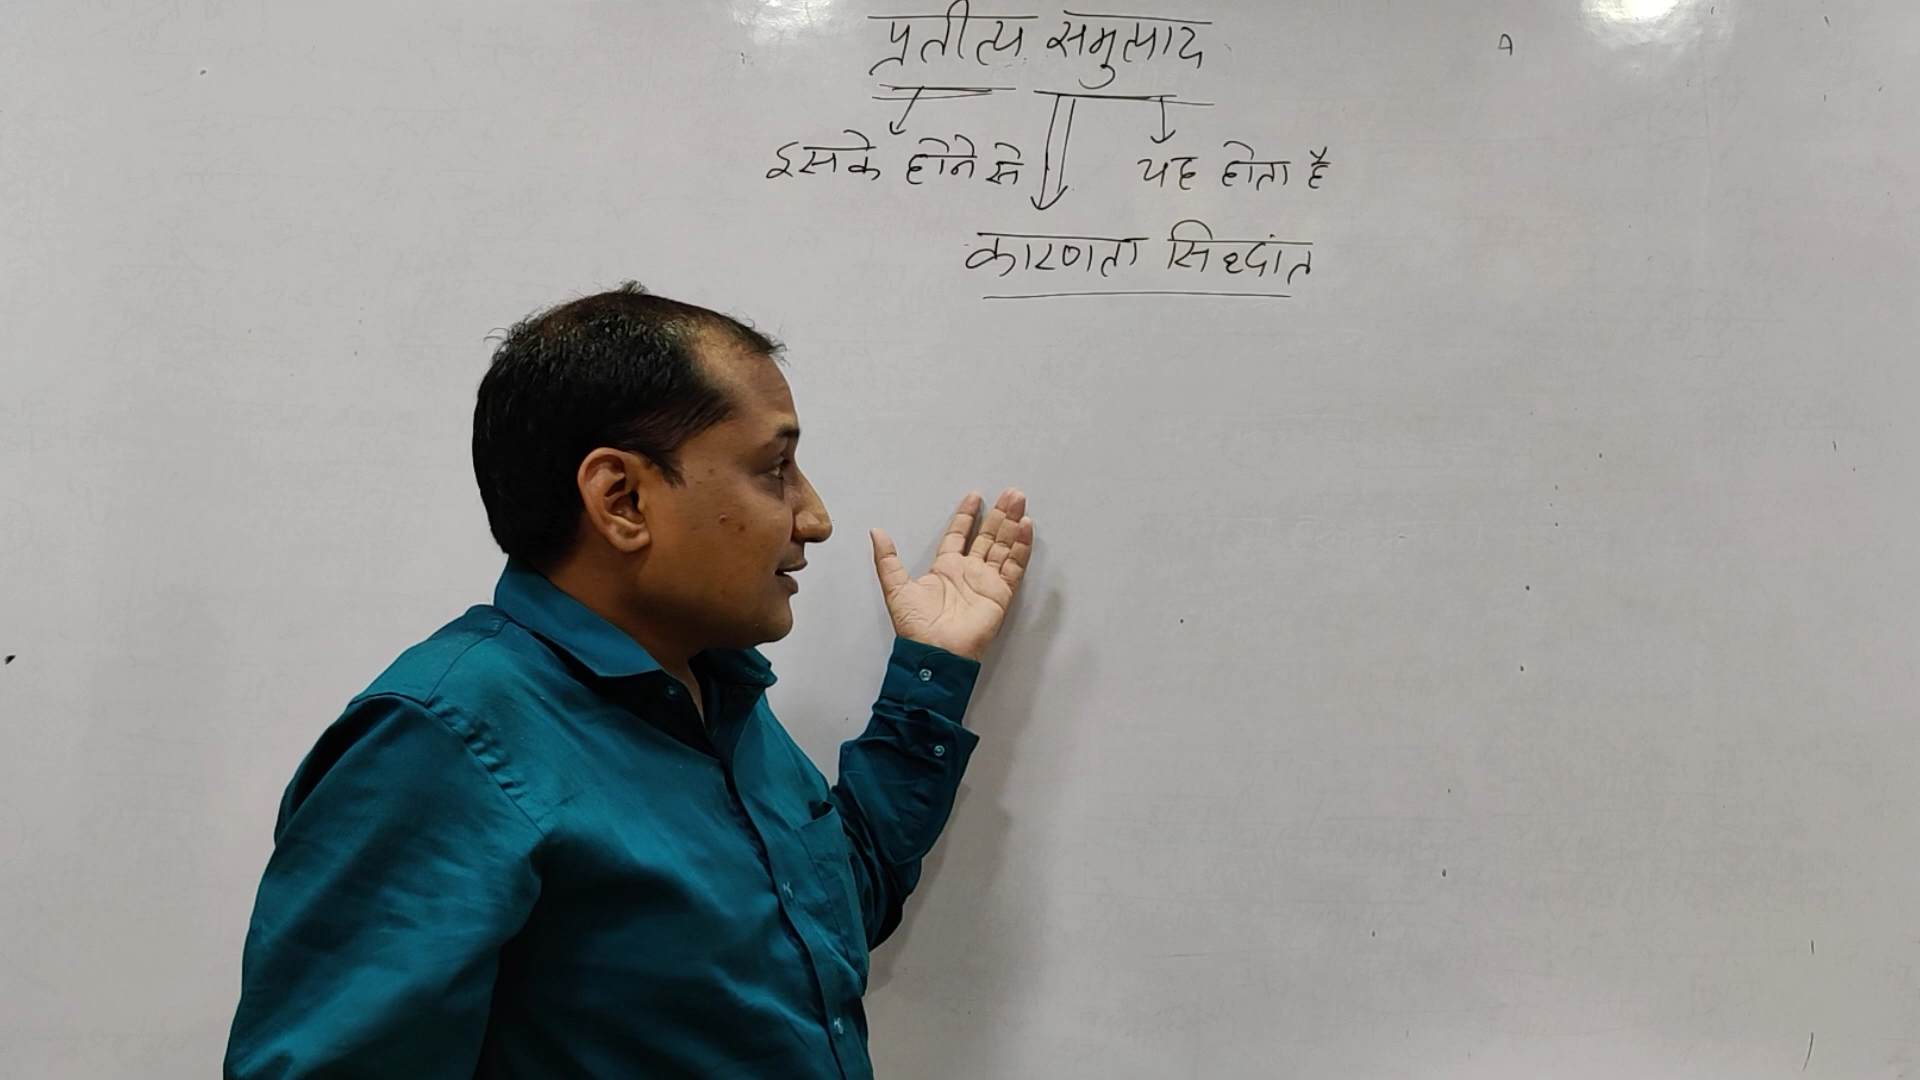 प्रतीत्य समुत्पाद
इसके होने से यह होता है
कारणता सिद्धांत